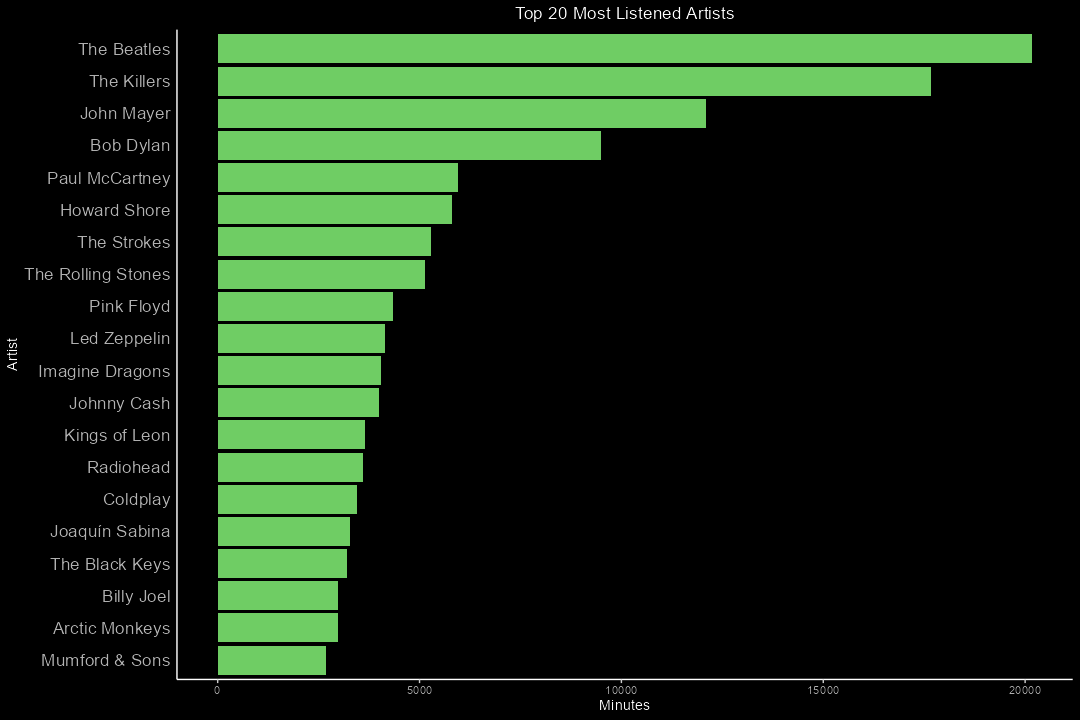 Top 20 Most Listened Artists
Artist
The Beatles
The Killers
John Mayer
Bob Dylan
Paul McCartney
Howard Shore
The Strokes
The Rolling Stones
Pink Floyd
Led Zeppelin
Imagine Dragons
Johnny Cash
Kings of Leon
Radiohead
Coldplay
Joaquín Sabina
The Black Keys
Billy Joel
Arctic Monkeys
Mumford & Sons
0 5000 10000 15000 20000
Minutes